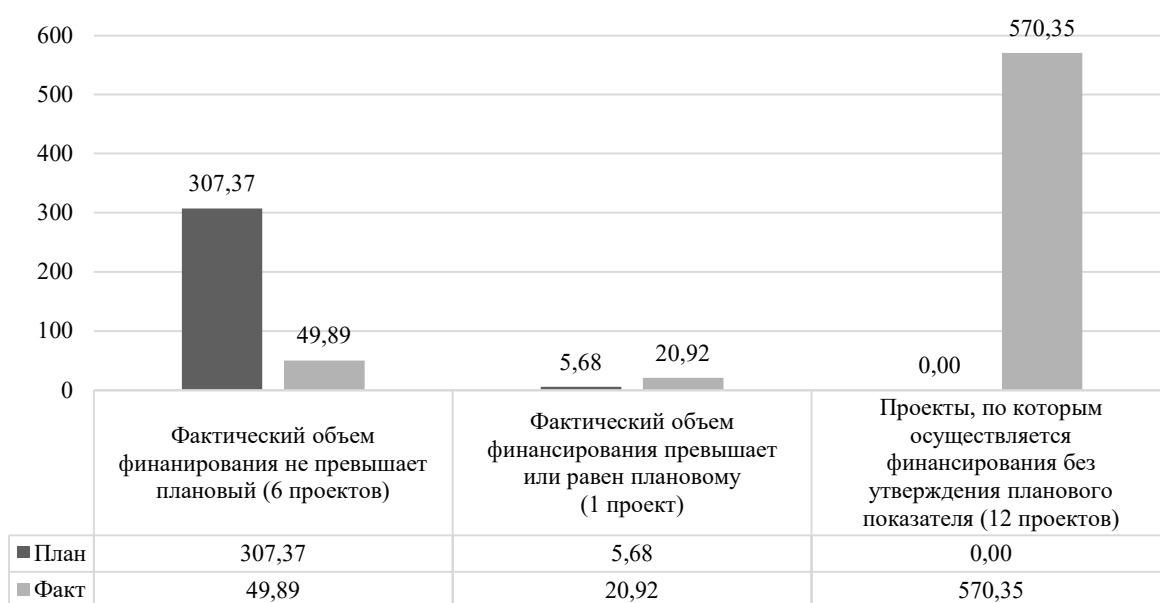 600
500
400
300
200
100
0
307,37
49,89
5,68
20,92
0,00
570,35
Фактический объем
финанирования не превышает
плановый (6 проектов)
Фактический объем
финансирования превышает
или равен плановому
(1 проект)
Проекты, по которым
осуществляется
финансирования без
утверждения планового
показателя (12 проектов)
План 307,37 5,68 0,00
Факт 49,89 20,92 570,35